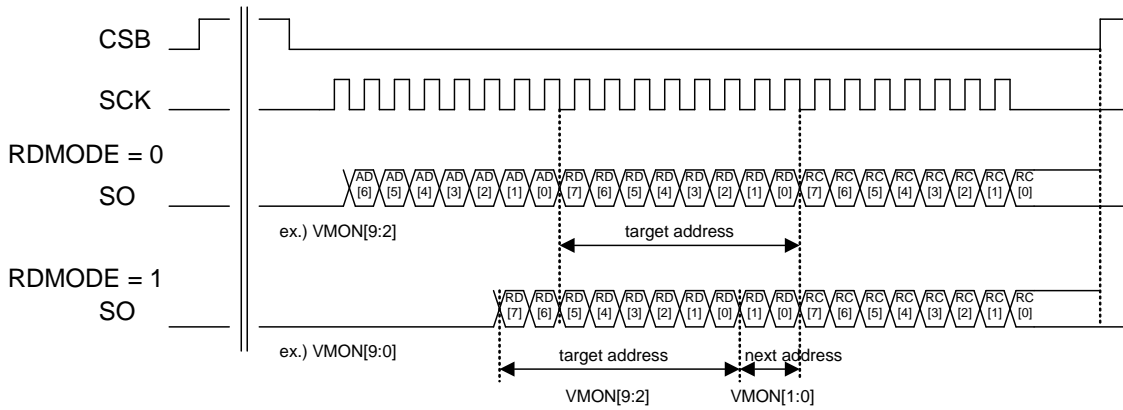 CSB
SCK
RDMODE = 0
SO
AD [6] AD [5] AD [4] AD [3] AD [2] AD [1] AD [0] RD [7] RD [6] RD [5] RD [4] RD [3] RD [2] RD [1] RD [0] RC [7] RC [6] RC [5] RC [4] RC [3] RC [2] RC [1] RC [0]
ex.) VMON[9:2]
target address
RDMODE = 1
SO
RD [7] RD [6] RD [5] RD [4] RD [3] RD [2] RD [1] RD [0] RD [1] RD [0] RC [7] RC [6] RC [5] RC [4] RC [3] RC [2] RC [1] RC [0]
ex.) VMON[9:0]
target address next address
VMON[9:2] VMON[1:0]